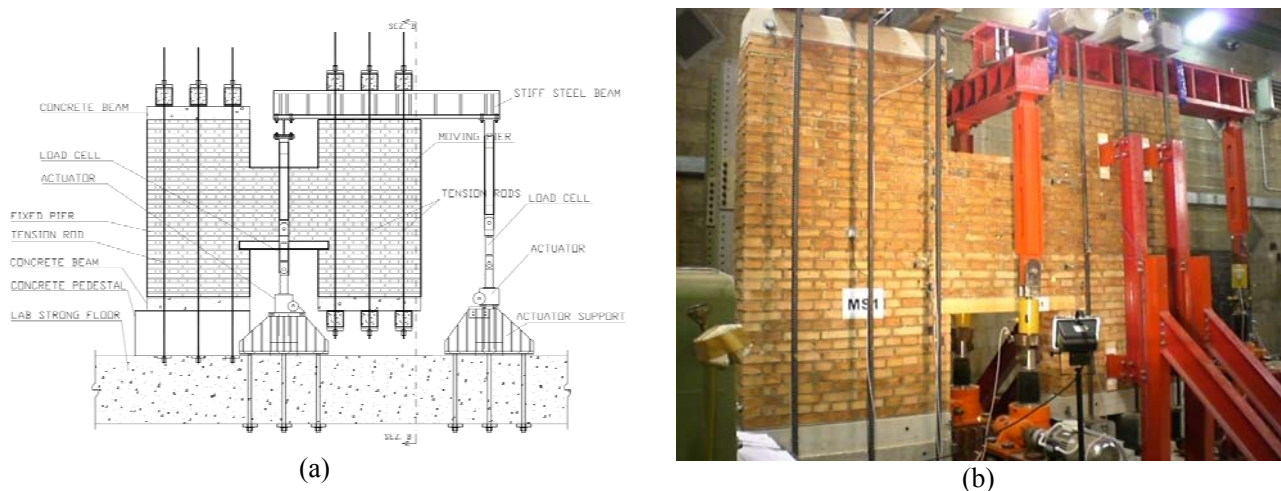 SEZ. B
CONCRETE BEAM
LOAD CELL
ACTUATOR
FIXED PIER
TENSION ROD
CONCRETE BEAM
CONCRETE PEDESTAL
LAB STRONG FLOOR
STIFF STEEL BEAM
MOVING PIER
TENSION RODS
LOAD CELL
ACTUATOR
ACTUATOR SUPPORT
SEZ. B
(a)
MS1
(b)